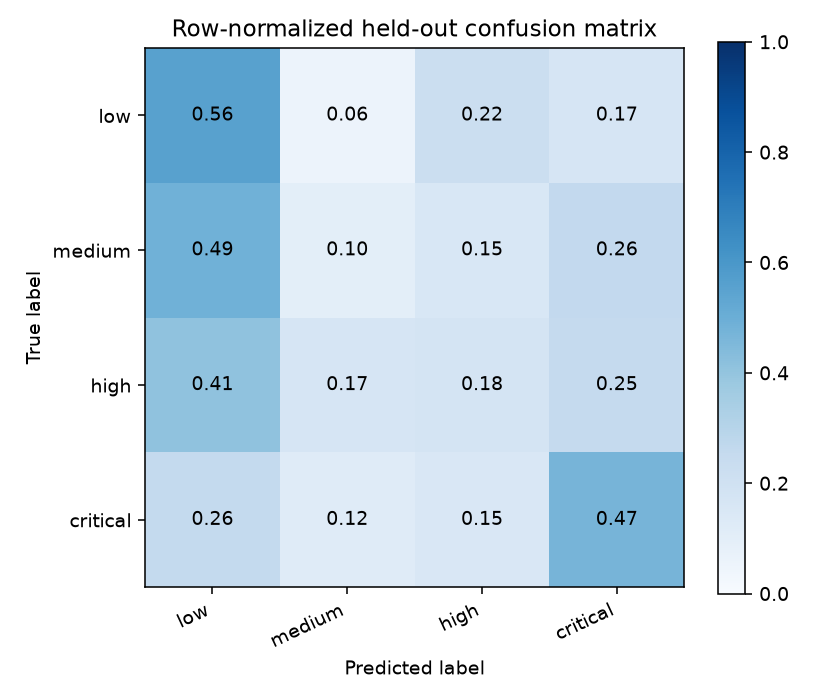 Row-normalized held-out confusion matrix
1.0
low 0.56 0.06 0.22 0.17
0.8
medium 0.49 0.10 0.15 0.26
0.6
True label
high 0.41 0.17 0.18 0.25
0.4
0.2
critical 0.26 0.12 0.15 0.47
0.0
low medium high critical
Predicted label